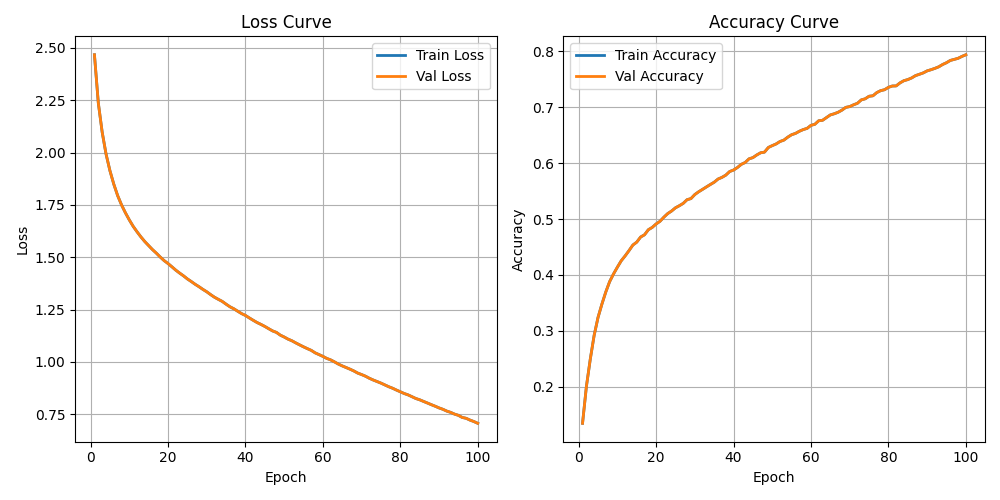 Loss Curve
2.50
2.25
2.00
1.75
1.50
1.25
1.00
0.75
Loss
0
20
40
60
80
100
Epoch
Train Loss
Val Loss
Accuracy Curve
0.8
0.7
0.6
0.5
0.4
0.3
0.2
Accuracy
0
20
40
60
80
100
Epoch
Train Accuracy
Val Accuracy